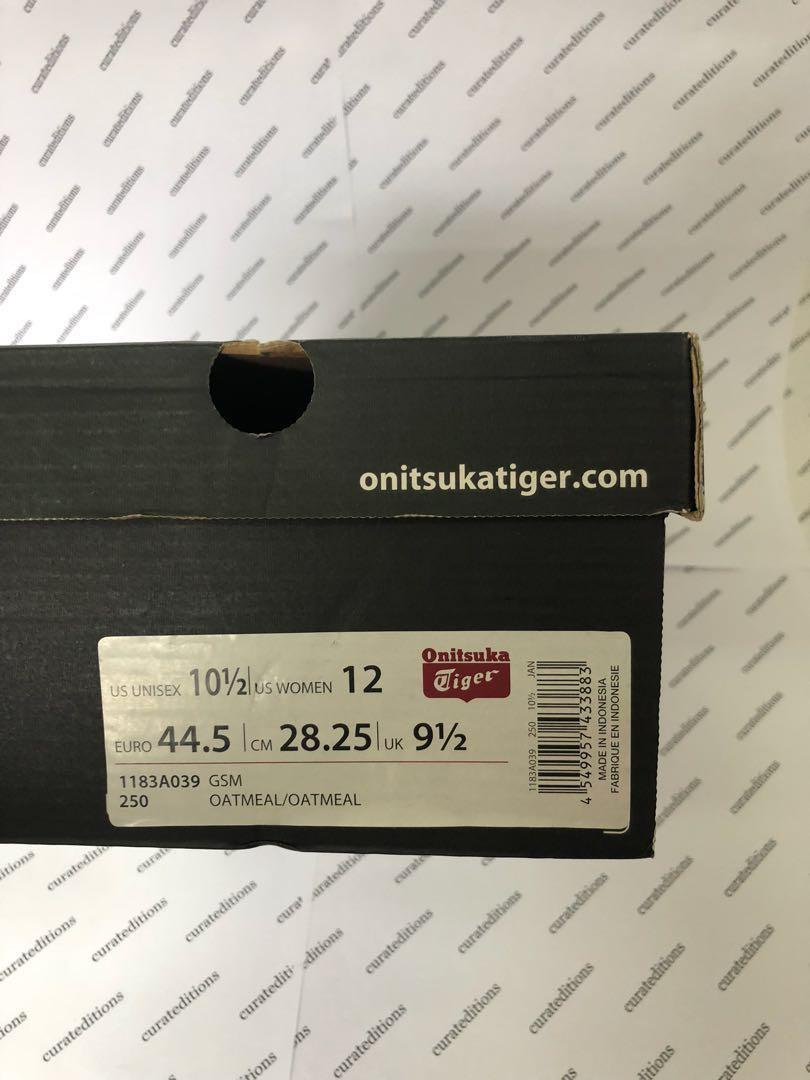 onitsukatiger.com
US UNISEX 10½ US WOMEN 12
Onitsuka
Tiger
EURO 44.5 CM 28.25 UK 9½
1183A039 GSM
250 OATMEAL/OATMEAL
1183A039 250 10½ JAN
4 549957 433883
MADE IN INDONESIA
FABRIQUE EN INDONESIE
curateditions